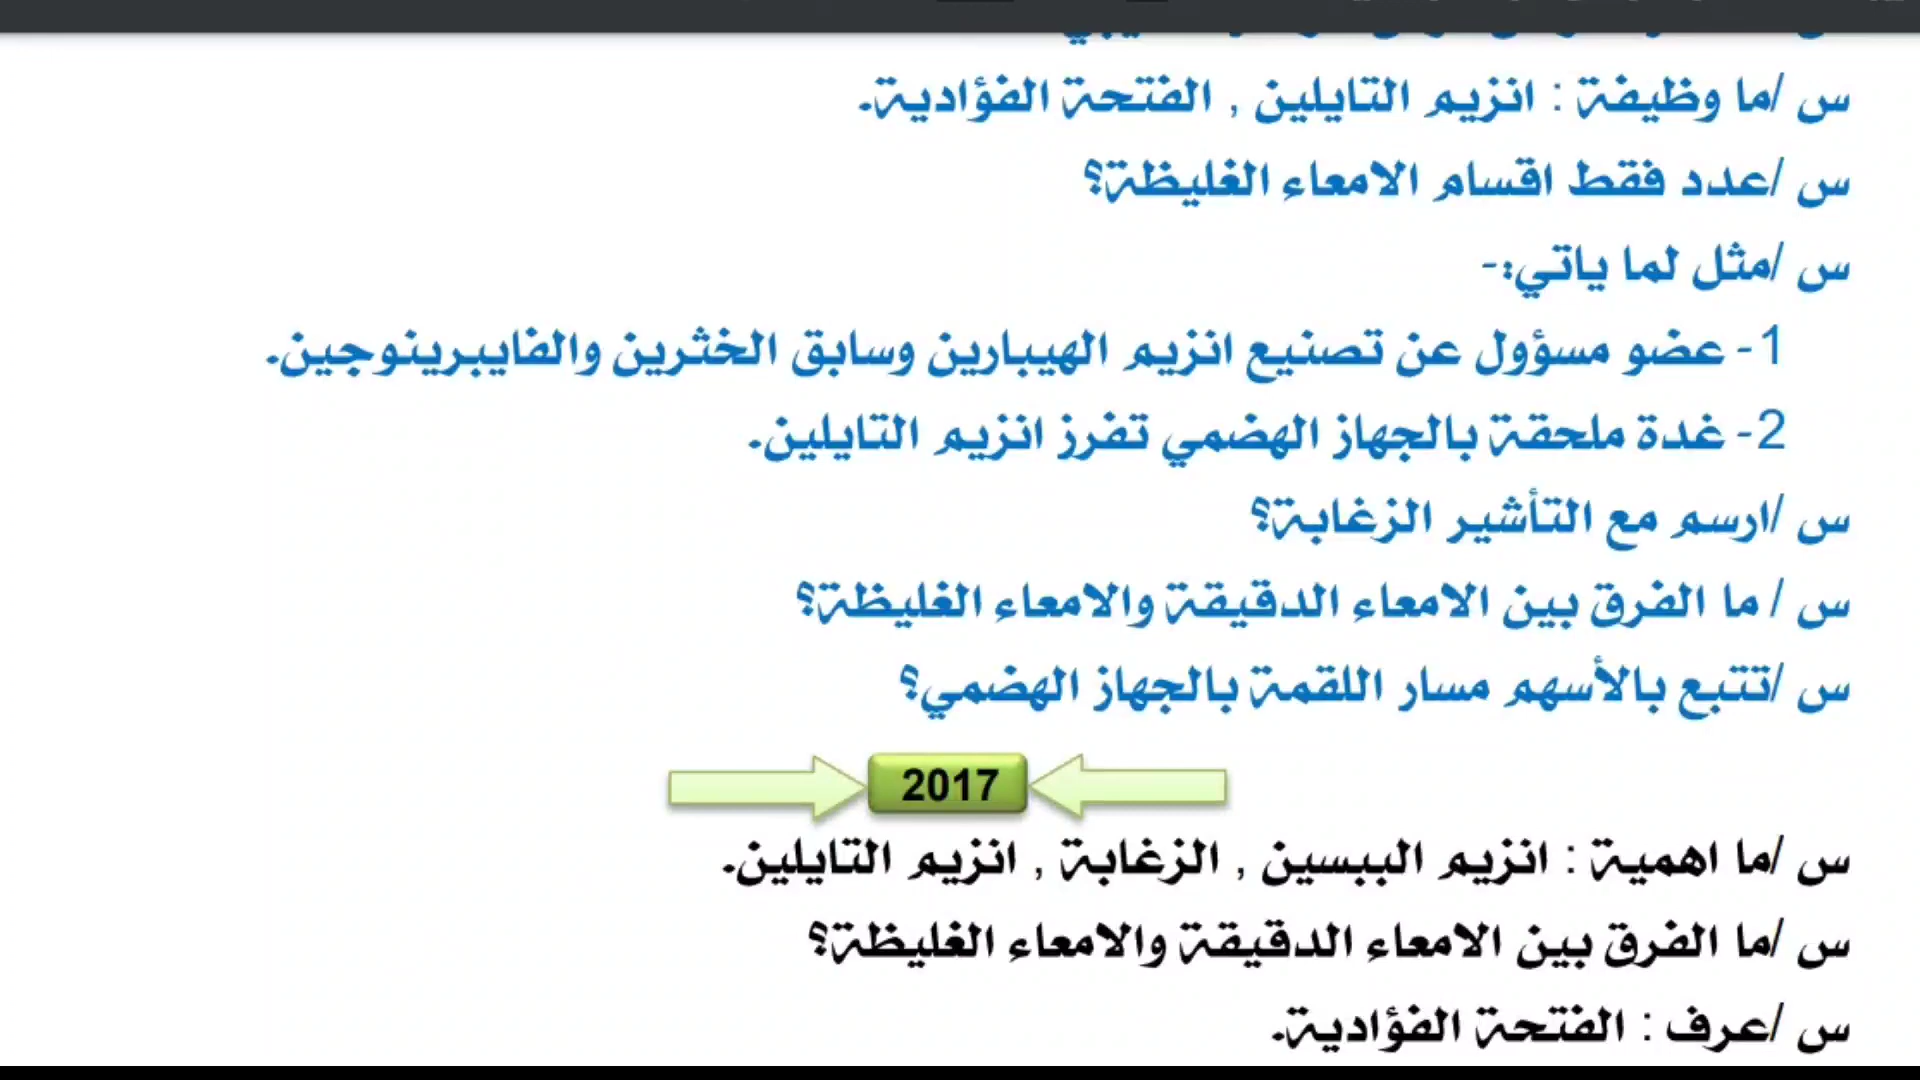 س /ما وظيفة : انزيم التايلين , الفتحة الفؤادية.
س /عدد فقط اقسام الامعاء الغليظة؟
س /مثل لما ياتي:-
1- عضو مسؤول عن تصنيع انزيم الهيبارين وسابق الخثرين والفايبرينوجين.
2- غدة ملحقة بالجهاز الهضمي تفرز انزيم التايلين.
س /ارسم مع التأشير الزغابة؟
س / ما الفرق بين الامعاء الدقيقة والامعاء الغليظة؟
س /تتبع بالأسهم مسار اللقمة بالجهاز الهضمي؟
2017
س /ما اهمية : انزيم الببسين , الزغابة , انزيم التايلين.
س /ما الفرق بين الامعاء الدقيقة والامعاء الغليظة؟
س /عرف : الفتحة الفؤادية.